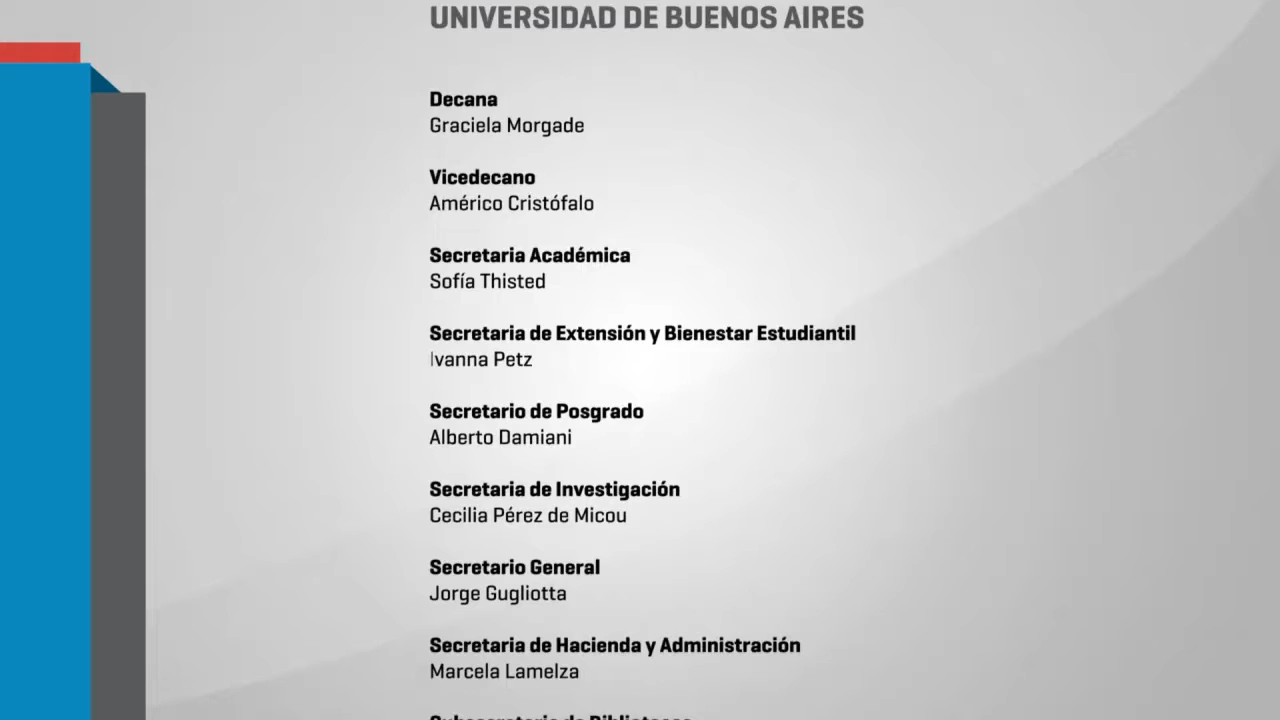 UNIVERSIDAD DE BUENOS AIRES
Decana
Graciela Morgade
Vicedecano
Américo Cristófalo
Secretaria Académica
Sofía Thisted
Secretaria de Extensión y Bienestar Estudiantil
Ivanna Petz
Secretario de Posgrado
Alberto Damiani
Secretaria de Investigación
Cecilia Pérez de Micou
Secretario General
Jorge Gugliotta
Secretaria de Hacienda y Administración
Marcela Lamelza